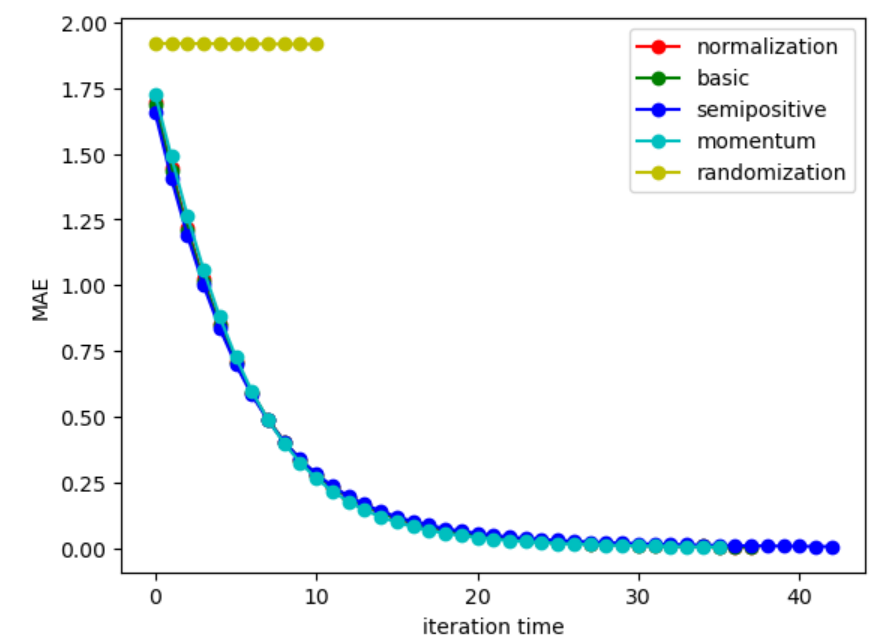 2.00
1.75
1.50
1.25
1.00
0.75
0.50
0.25
0.00
MAE
normalization
basic
semipositive
momentum
randomization
0 10 20 30 40
iteration time